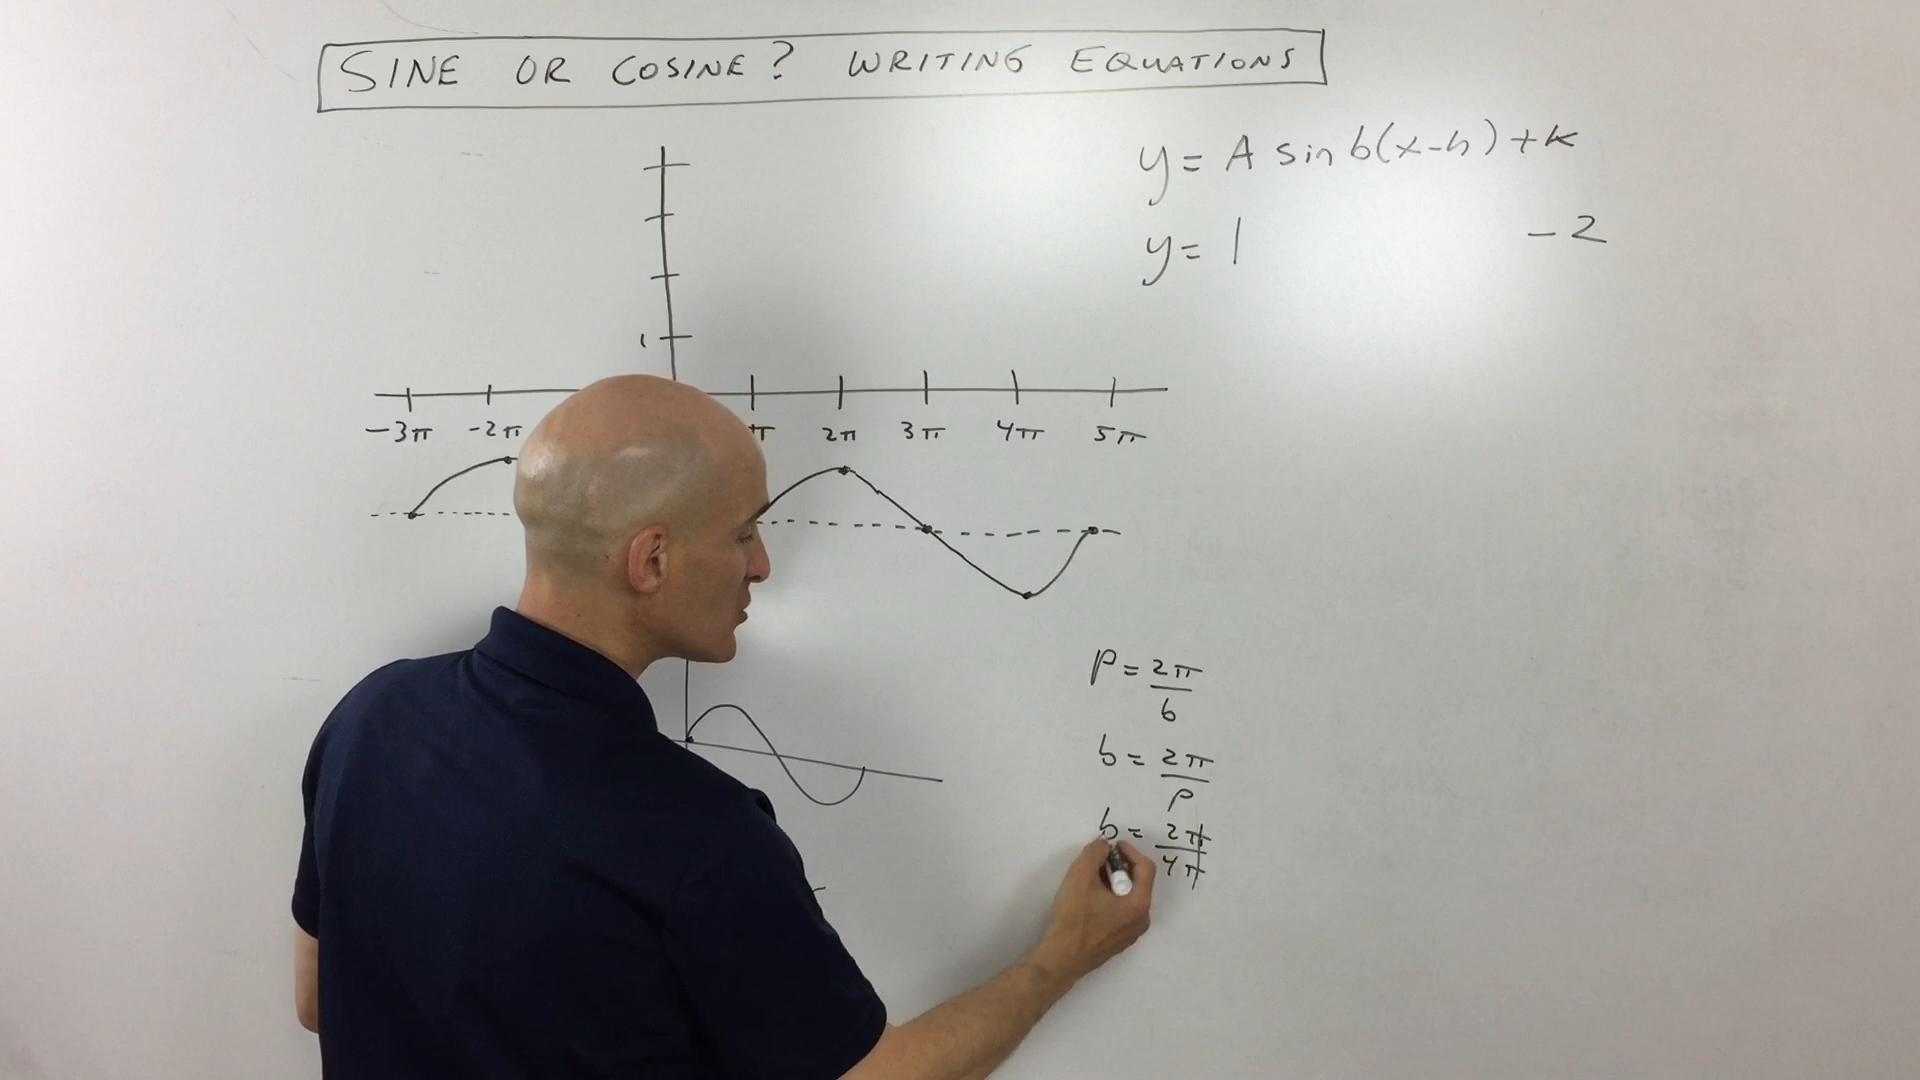 SINE OR COSINE? WRITING EQUATIONS
y = A sin b(x-h) + k
y = 1 - 2
1
-3π -2π π 2π 3π 4π 5π
P = 2π
b
b = 2π
P
b = 2π
4π